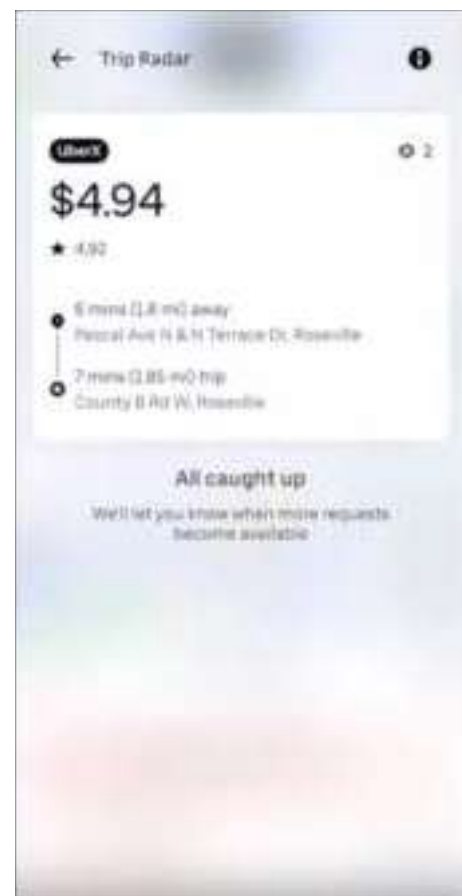 Trip Radar
UberX
2
$4.94
4.92
6 mins (1.8 mi) away
Pascal Ave N & N Terrace Dr, Roseville
7 mins (2.85 mi) trip
County B Rd W, Roseville
All caught up
We'll let you know when more requests
become available